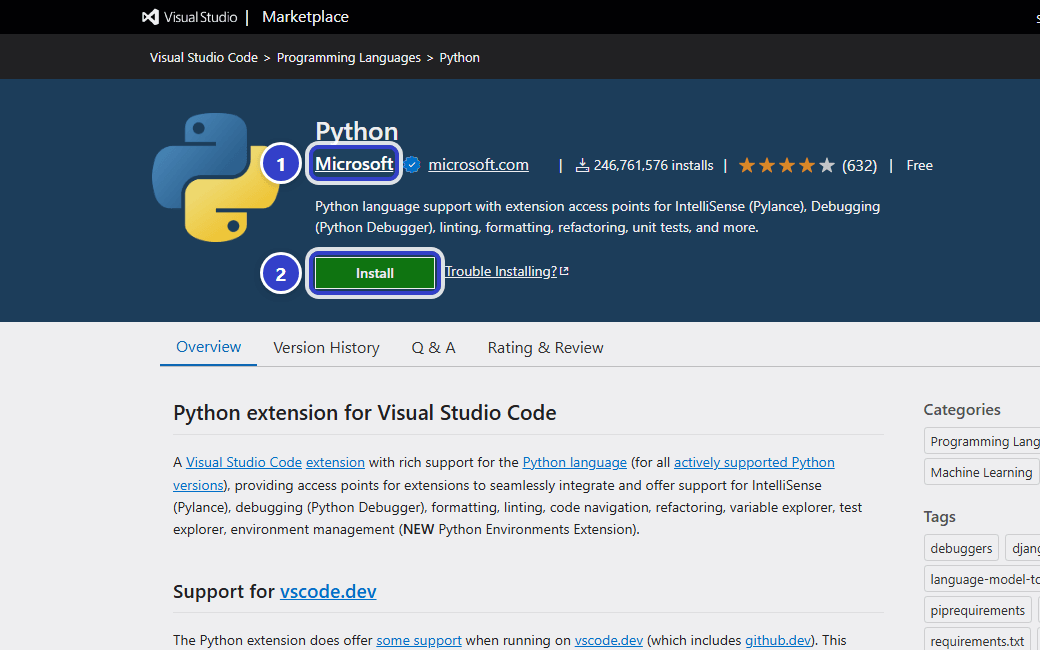 Visual Studio | Marketplace
Visual Studio Code > Programming Languages > Python
Python
1 Microsoft microsoft.com | 246,761,576 installs | (632) | Free
Python language support with extension access points for IntelliSense (Pylance), Debugging
(Python Debugger), linting, formatting, refactoring, unit tests, and more.
2 Install Trouble Installing?
Overview Version History Q & A Rating & Review
Python extension for Visual Studio Code
A Visual Studio Code extension with rich support for the Python language (for all actively supported Python
versions), providing access points for extensions to seamlessly integrate and offer support for IntelliSense
(Pylance), debugging (Python Debugger), formatting, linting, code navigation, refactoring, variable explorer, test
explorer, environment management (NEW Python Environments Extension).
Support for vscode.dev
The Python extension does offer some support when running on vscode.dev (which includes github.dev). This
Categories
Programming Lang
Machine Learning
Tags
debuggers djang
language-model-to
piprequirements
requirements.txt